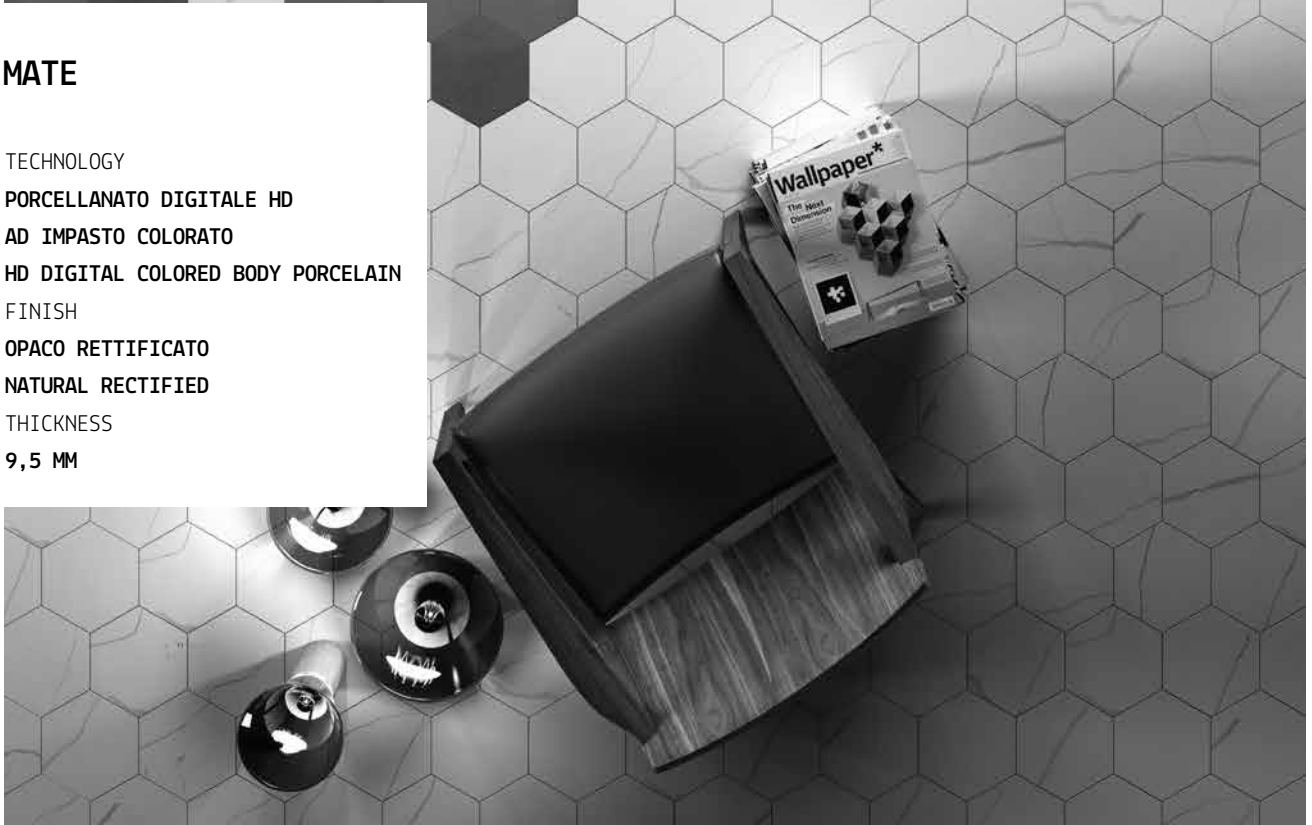 MATE
TECHNOLOGY
PORCELLANATO DIGITALE HD
AD IMPASTO COLORATO
HD DIGITAL COLORED BODY PORCELAIN
FINISH
OPACO RETTIFICATO
NATURAL RECTIFIED
THICKNESS
9,5 MM
Wallpaper*
The Next
Dimension